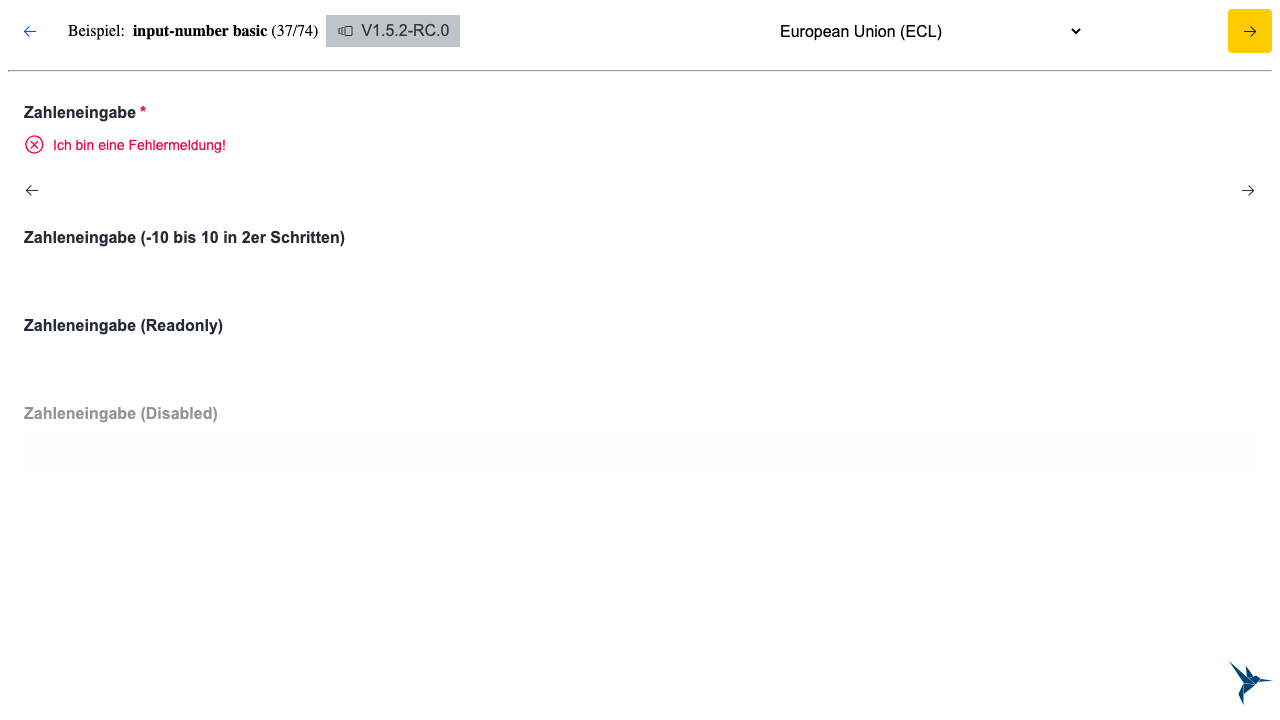 Beispiel: input-number basic (37/74) V1.5.2-RC.0 European Union (ECL)
Zahleneingabe *
Ich bin eine Fehlermeldung!
Zahleneingabe (-10 bis 10 in 2er Schritten)
Zahleneingabe (Readonly)
Zahleneingabe (Disabled)